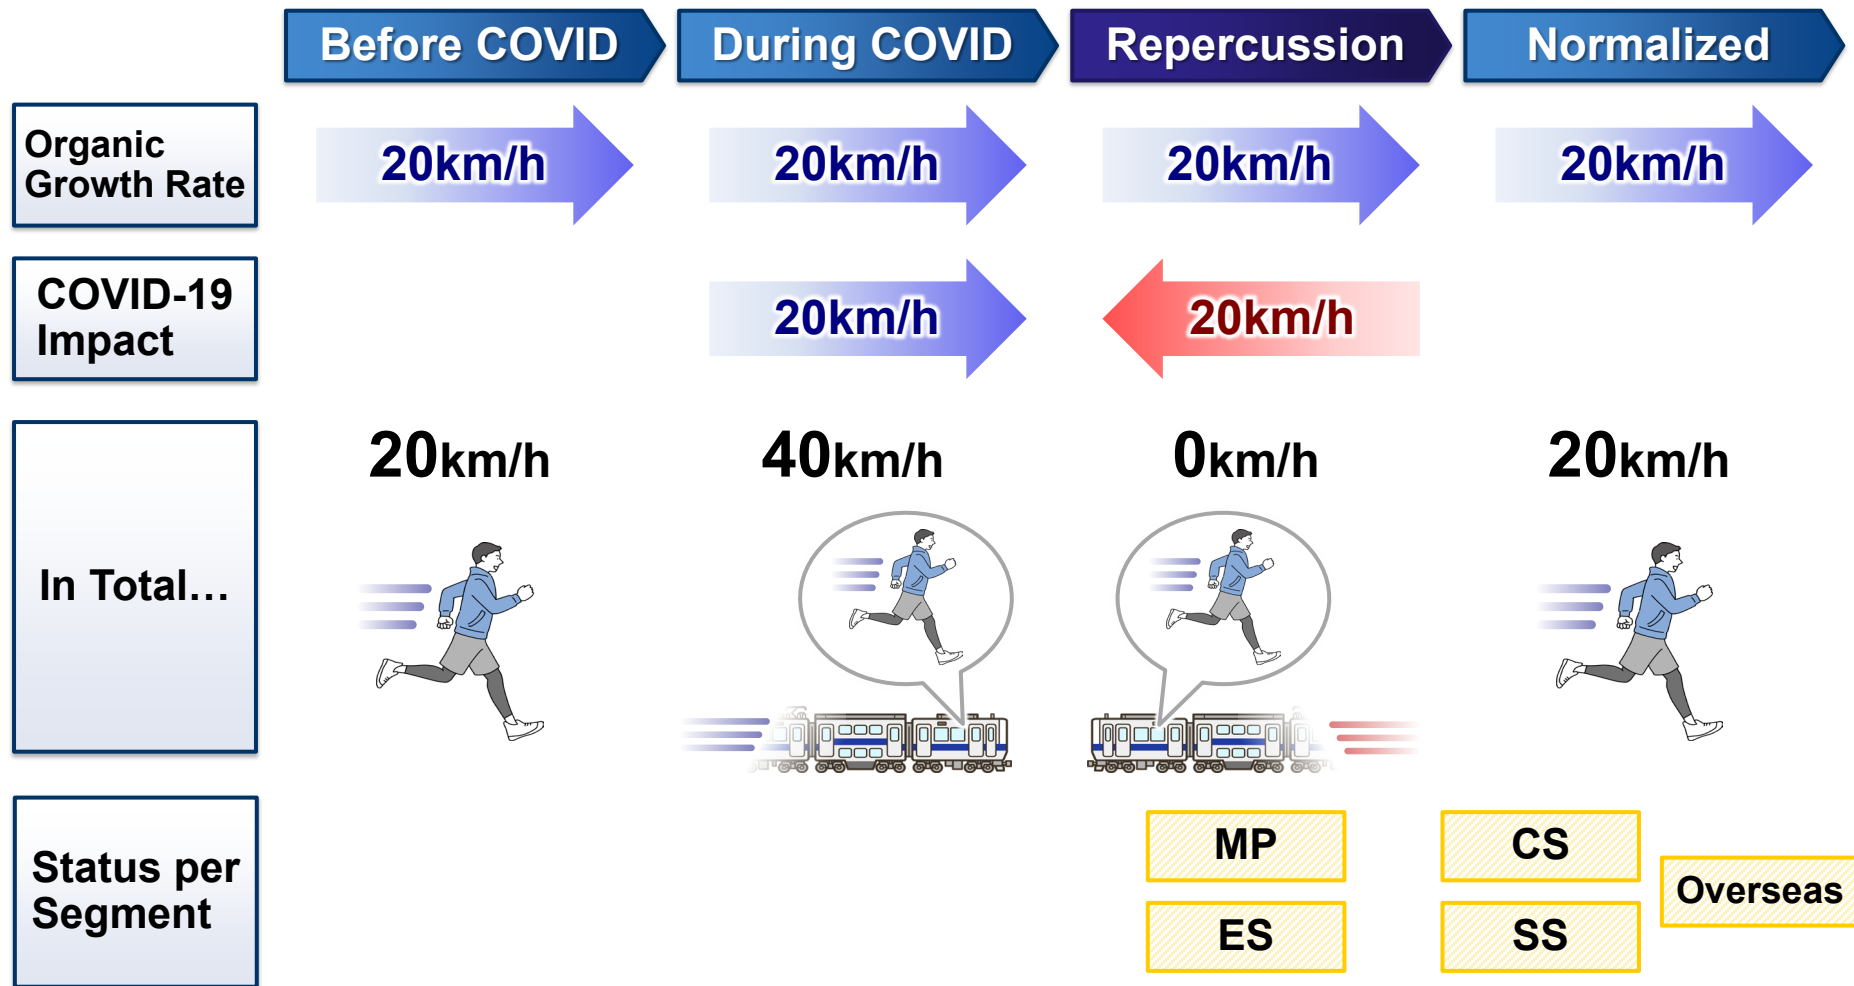 Before COVID
During COVID
Repercussion
Normalized
Organic
Growth Rate
20km/h
20km/h
20km/h
20km/h
COVID-19
Impact
20km/h
20km/h
In Total...
20km/h
40km/h
0km/h
20km/h
Status per
Segment
MP
CS
Overseas
ES
SS